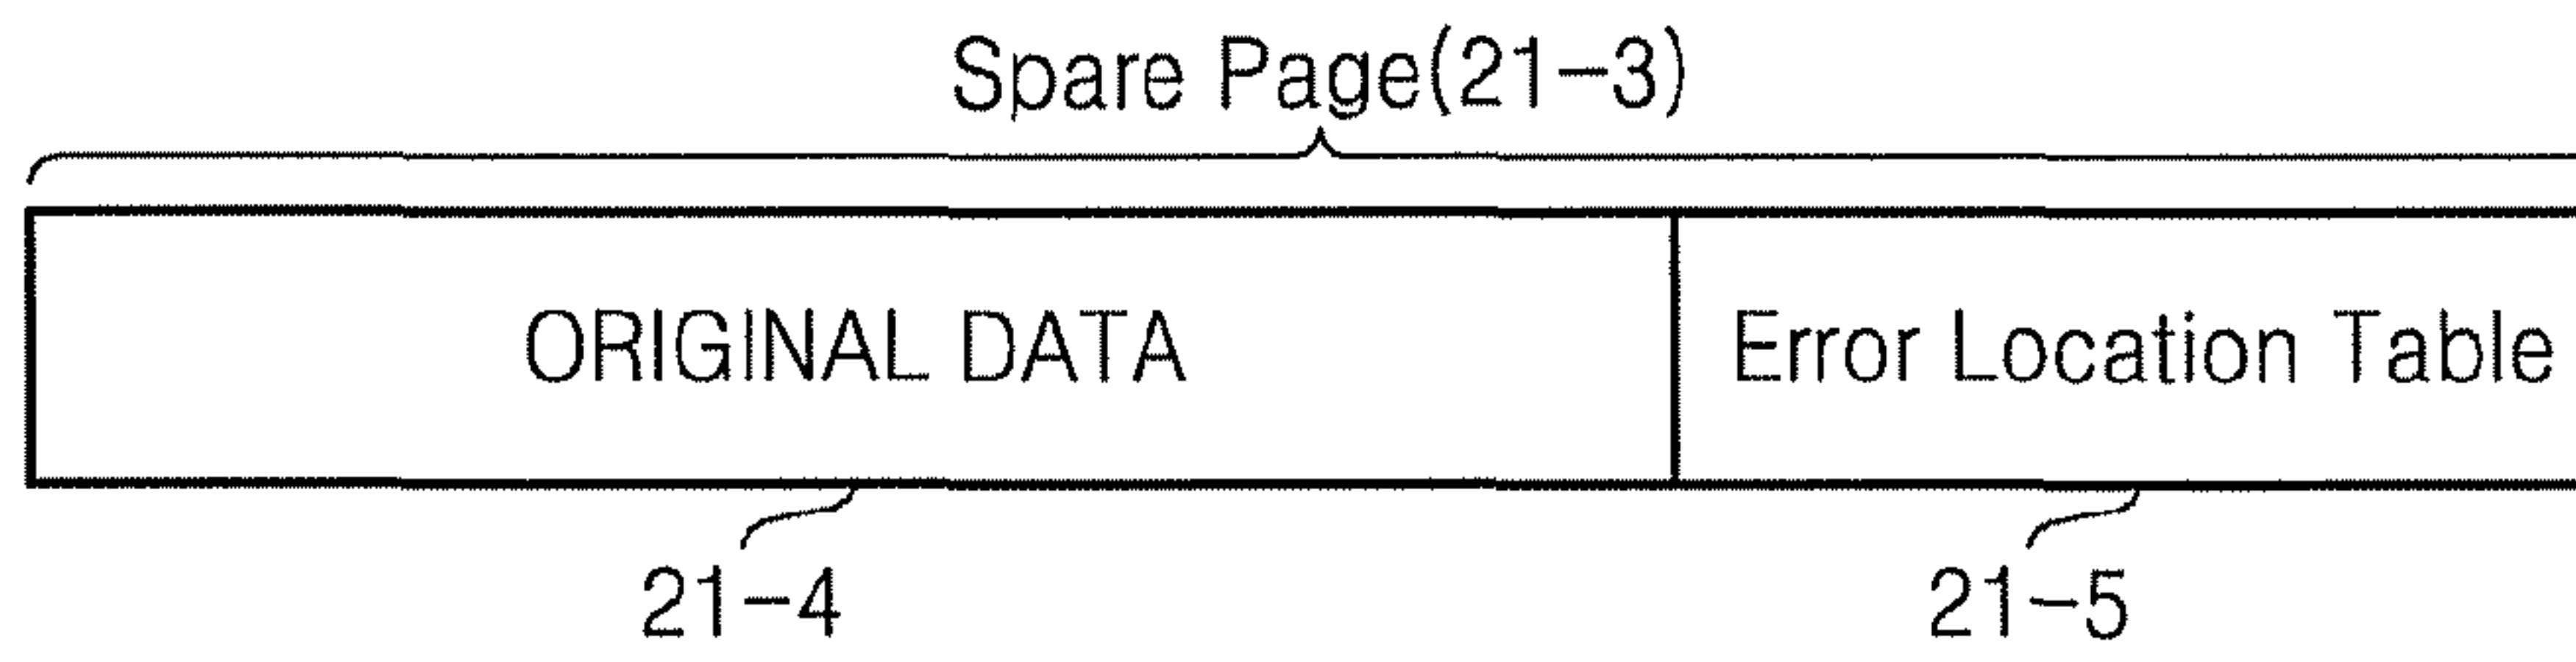 Spare Page(21-3)
ORIGINAL DATA
Error Location Table
21-4
21-5